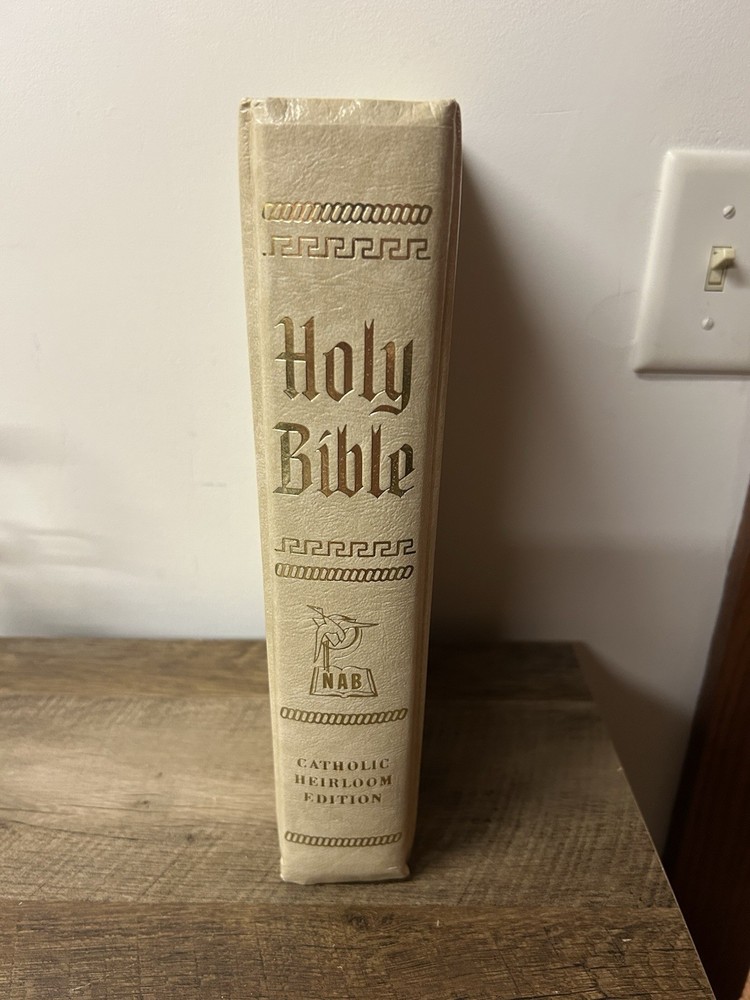 Holy
Bible
NAB
CATHOLIC
HEIRLOOM
EDITION